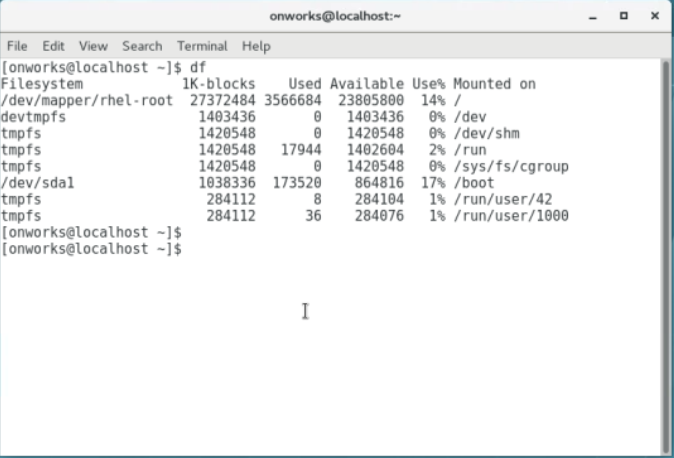 onworks@localhost:~
File Edit View Search Terminal Help
[onworks@localhost ~]$ df
Filesystem 1K-blocks Used Available Use% Mounted on
/dev/mapper/rhel-root 27372484 3566684 23805800 14% /
devtmpfs 1403436 0 1403436 0% /dev
tmpfs 1420548 0 1420548 0% /dev/shm
tmpfs 1420548 17944 1402604 2% /run
tmpfs 1420548 0 1420548 0% /sys/fs/cgroup
/dev/sda1 1038336 173520 864816 17% /boot
tmpfs 284112 8 284104 1% /run/user/42
tmpfs 284112 36 284076 1% /run/user/1000
[onworks@localhost ~]$
[onworks@localhost ~]$